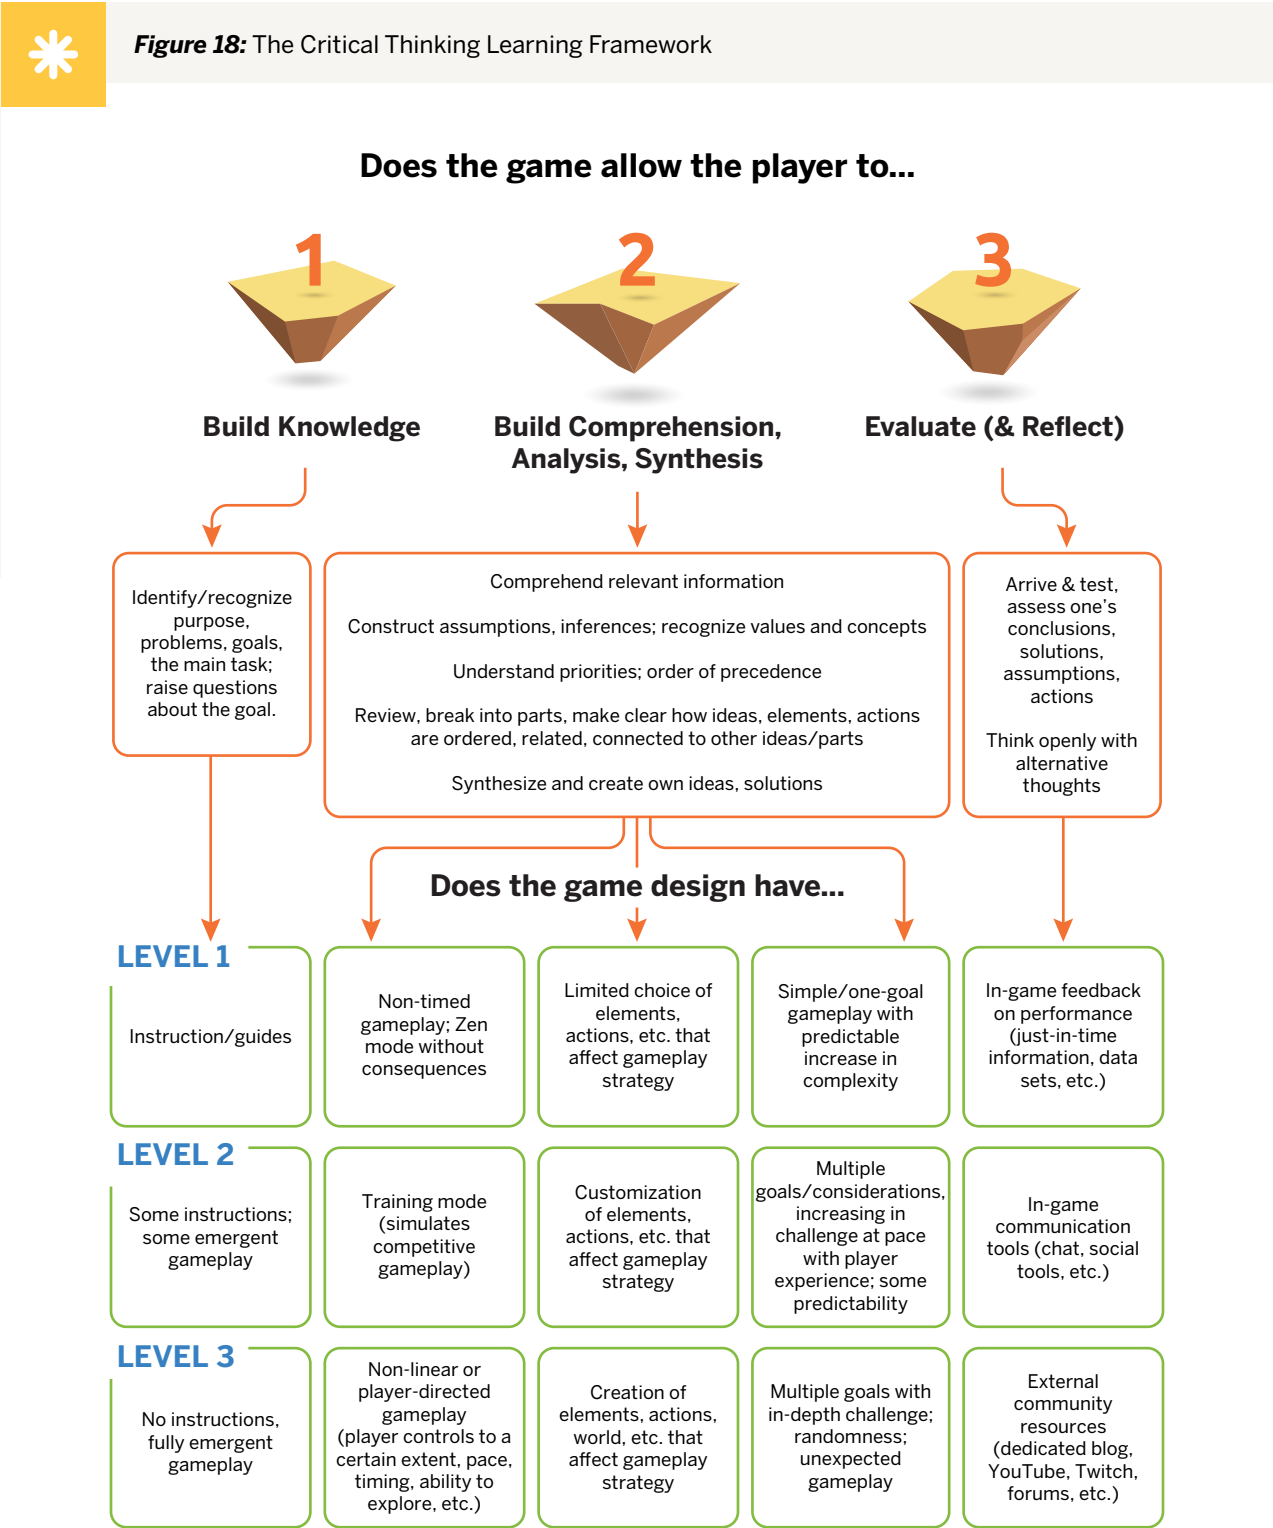 Figure 18: The Critical Thinking Learning Framework
Does the game allow the player to...
1
2
3
Build Knowledge
Build Comprehension,
Analysis, Synthesis
Evaluate (& Reflect)
Identify/recognize
purpose,
problems, goals,
the main task;
raise questions
about the goal.
Comprehend relevant information
Construct assumptions, inferences; recognize values and concepts
Understand priorities; order of precedence
Review, break into parts, make clear how ideas, elements, actions
are ordered, related, connected to other ideas/parts
Synthesize and create own ideas, solutions
Arrive & test,
assess one’s
conclusions,
solutions,
assumptions,
actions
Think openly with
alternative
thoughts
Does the game design have...
LEVEL 1
Instruction/guides
Non-timed
gameplay; Zen
mode without
consequences
Limited choice of
elements,
actions, etc. that
affect gameplay
strategy
Simple/one-goal
gameplay with
predictable
increase in
complexity
In-game feedback
on performance
(just-in-time
information, data
sets, etc.)
LEVEL 2
Some instructions;
some emergent
gameplay
Training mode
(simulates
competitive
gameplay)
Customization
of elements,
actions, etc. that
affect gameplay
strategy
Multiple
goals/considerations,
increasing in
challenge at pace
with player
experience; some
predictability
In-game
communication
tools (chat, social
tools, etc.)
LEVEL 3
No instructions,
fully emergent
gameplay
Non-linear or
player-directed
gameplay
(player controls to a
certain extent, pace,
timing, ability to
explore, etc.)
Creation of
elements, actions,
world, etc. that
affect gameplay
strategy
Multiple goals with
in-depth challenge;
randomness;
unexpected
gameplay
External
community
resources
(dedicated blog,
YouTube, Twitch,
forums, etc.)